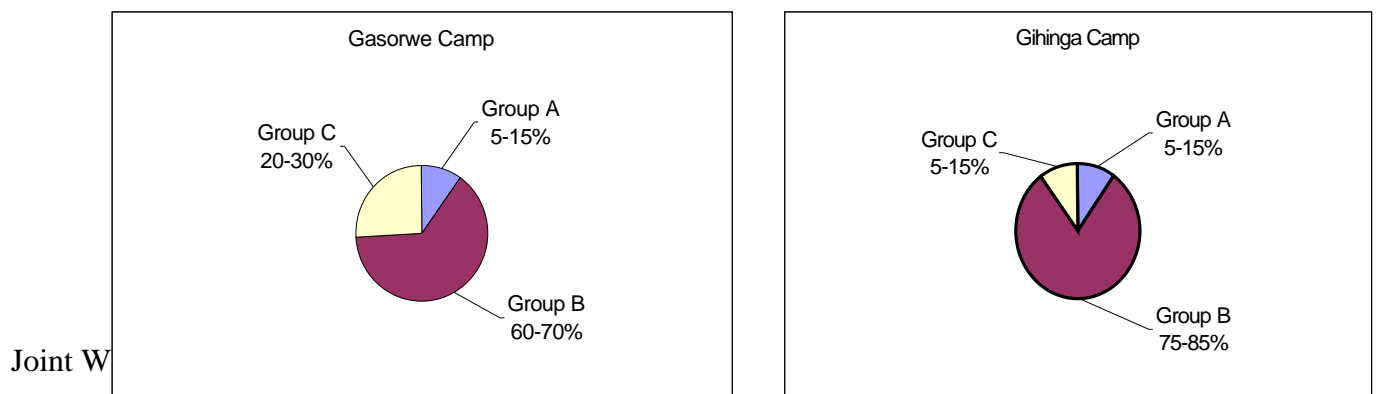 Gasorwe Camp
Group A
5-15%
Group C
20-30%
Group B
60-70%
Gihinga Camp
Group A
5-15%
Group C
5-15%
Group B
75-85%
Joint